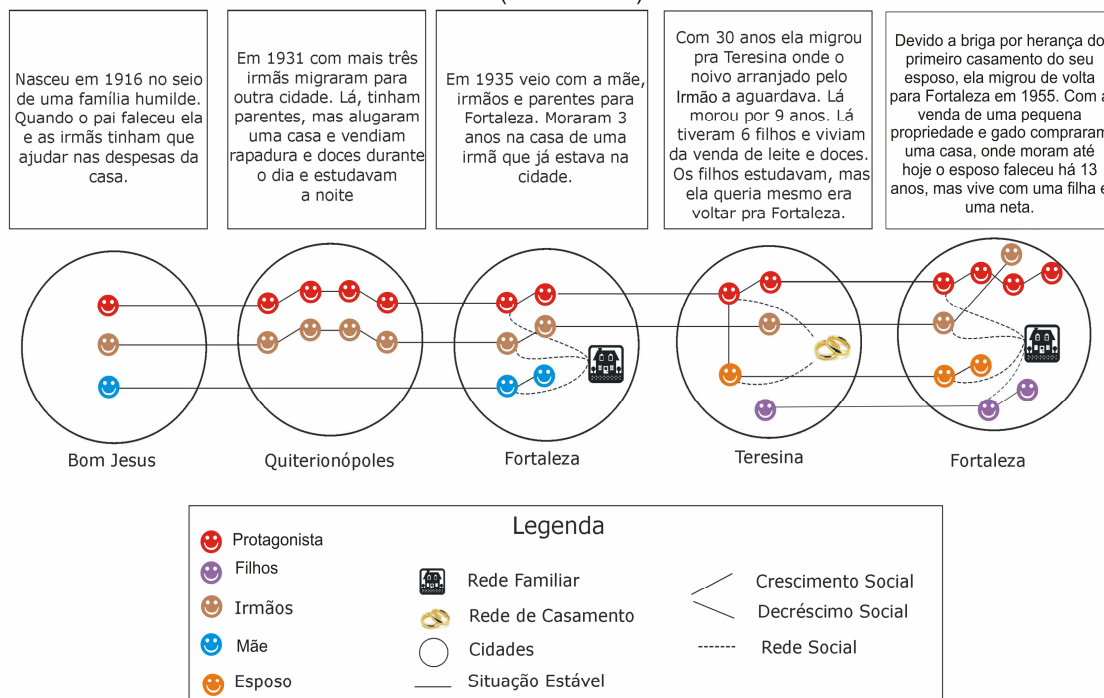 Nasceu em 1916 no seio
de uma família humilde.
Quando o pai faleceu ela
e as irmãs tinham que
ajudar nas despesas da
casa.
Em 1931 com mais três
irmãs migraram para
outra cidade. Lá, tinham
parentes, mas alugaram
uma casa e vendiam
rapadura e doces durante
o dia e estudavam
a noite
Em 1935 veio com a mãe,
irmãos e parentes para
Fortaleza. Moraram 3
anos na casa de uma
irmã que já estava na
cidade.
Com 30 anos ela migrou
pra Teresina onde o
noivo arranjado pelo
Irmão a aguardava. Lá
morou por 9 anos. Lá
tiveram 6 filhos e viviam
da venda de leite e doces.
Os filhos estudavam, mas
ela queria mesmo era
voltar pra Fortaleza.
Devido a briga por herança do
primeiro casamento do seu
esposo, ela migrou de volta
para Fortaleza em 1955. Com a
venda de uma pequena
propriedade e gado compraram
uma casa, onde moram até
hoje o esposo faleceu há 13
anos, mas vive com uma filha e
uma neta.
Bom Jesus
Quiterionópoles
Fortaleza
Teresina
Fortaleza
Legenda
Protagonista
Filhos
Irmãos
Mãe
Esposo
Rede Familiar
Rede de Casamento
Cidades
Situação Estável
Crescimento Social
Decréscimo Social
Rede Social